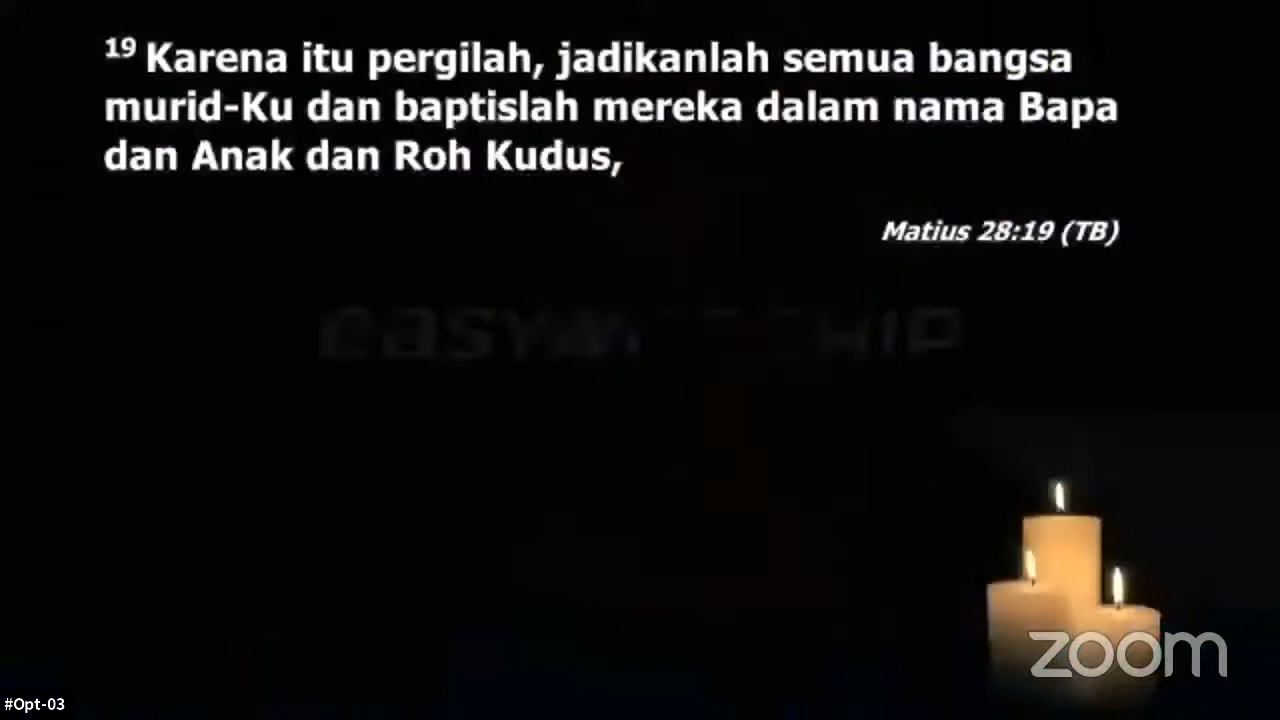 19 Karena itu pergilah, jadikanlah semua bangsa
murid-Ku dan baptislah mereka dalam nama Bapa
dan Anak dan Roh Kudus,
Matius 28:19 (TB)
zoom
#Opt-03